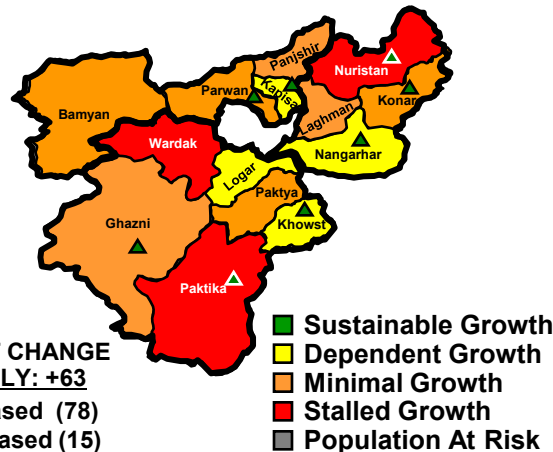 Panjshir
Nuristan
Parwan
Kapisa
Konar
Bamyan
Laghman
Wardak
Nangarhar
Logar
Paktya
Ghazni
Khowst
Paktika
CHANGE
LY: +63
ased (78)
ased (15)
Sustainable Growth
Dependent Growth
Minimal Growth
Stalled Growth
Population At Risk